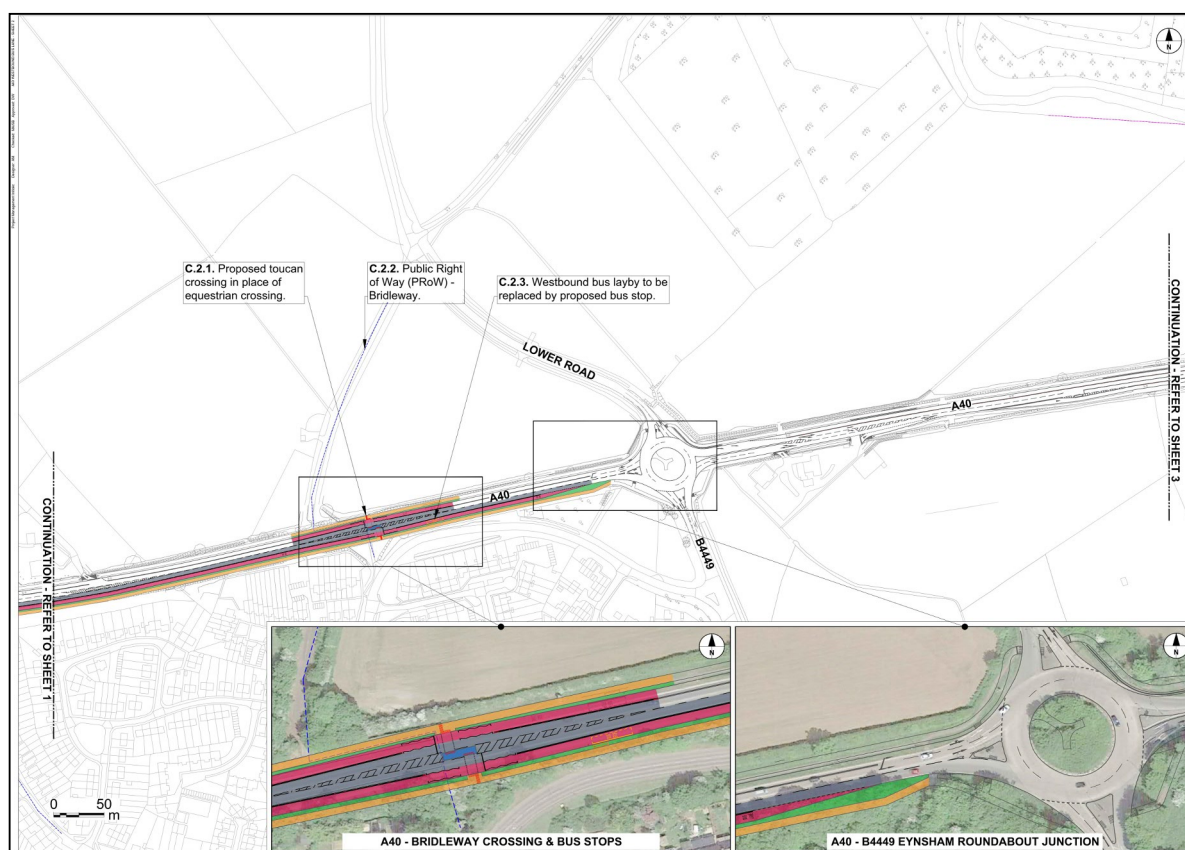 N
C.2.1. Proposed toucan
crossing in place of
equestrian crossing.
C.2.2. Public Right
of Way (PRoW) -
Bridleway.
C.2.3. Westbound bus layby to be
replaced by proposed bus stop.
LOWER ROAD
A40
A40
B4449
CONTINUATION - REFER TO SHEET 1
CONTINUATION - REFER TO SHEET 3
0 50
m
N
A40 - BRIDLEWAY CROSSING & BUS STOPS
N
A40 - B4449 EYNSHAM ROUNDABOUT JUNCTION